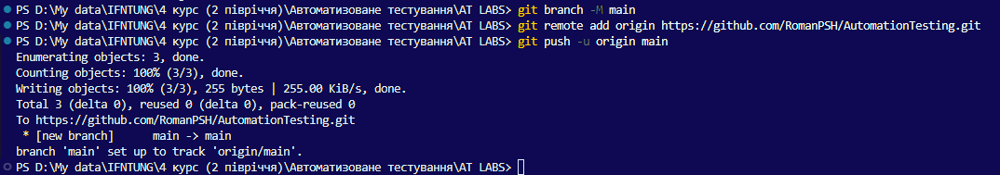 PS D:\My data\IFNTUNG\4 курс (2 півріччя)\Автоматизоване тестування\AT LABS> git branch -M main
PS D:\My data\IFNTUNG\4 курс (2 півріччя)\Автоматизоване тестування\AT LABS> git remote add origin https://github.com/RomanPSH/AutomationTesting.git
PS D:\My data\IFNTUNG\4 курс (2 півріччя)\Автоматизоване тестування\AT LABS> git push -u origin main
Enumerating objects: 3, done.
Counting objects: 100% (3/3), done.
Writing objects: 100% (3/3), 255 bytes | 255.00 KiB/s, done.
Total 3 (delta 0), reused 0 (delta 0), pack-reused 0
To https://github.com/RomanPSH/AutomationTesting.git
 * [new branch]      main -> main
branch 'main' set up to track 'origin/main'.
PS D:\My data\IFNTUNG\4 курс (2 півріччя)\Автоматизоване тестування\AT LABS>